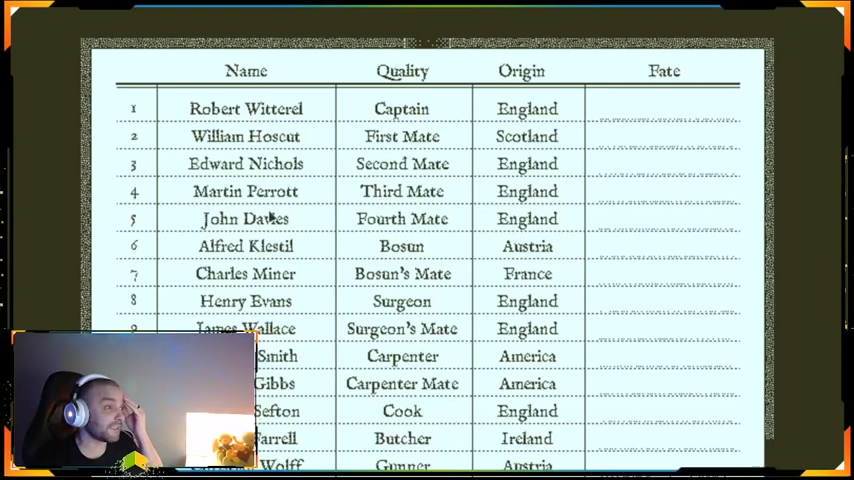 Name Quality Origin Fate
1 Robert Witterel Captain England
2 William Hoscut First Mate Scotland
3 Edward Nichols Second Mate England
4 Martin Perrott Third Mate England
5 John Davies Fourth Mate England
6 Alfred Klestil Bosun Austria
7 Charles Miner Bosun's Mate France
8 Henry Evans Surgeon England
9 James Wallace Surgeon's Mate England
Smith Carpenter America
Gibbs Carpenter Mate America
Sefton Cook England
Farrell Butcher Ireland
Wolff Gunner Austria